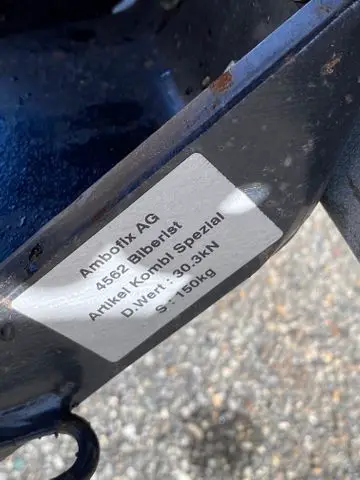 Ambofix AG
4562 Biberist
Artikel Kombi Spezial
D.Wert : 30.3kN
S : 150kg